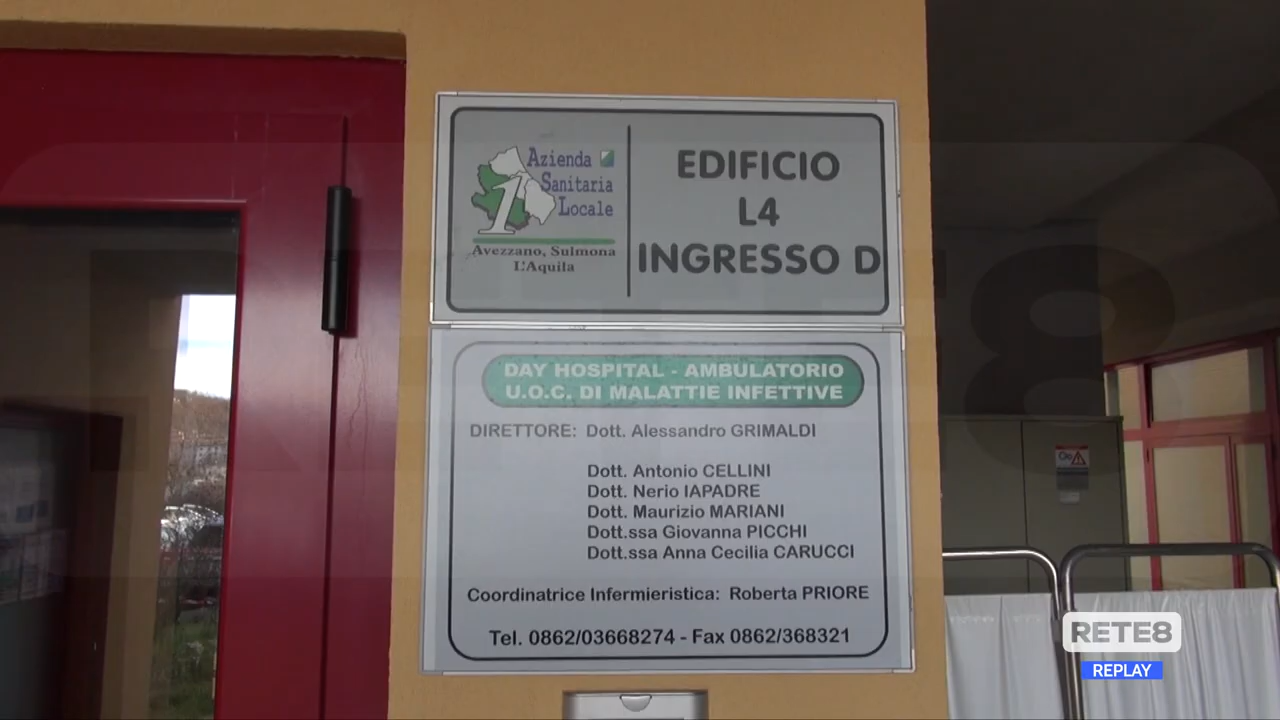 Azienda
Sanitaria
Locale
1
Avezzano, Sulmona
L'Aquila
EDIFICIO
L4
INGRESSO D
DAY HOSPITAL - AMBULATORIO
U.O.C. DI MALATTIE INFETTIVE
DIRETTORE: Dott. Alessandro GRIMALDI
Dott. Antonio CELLINI
Dott. Nerio IAPADRE
Dott. Maurizio MARIANI
Dott.ssa Giovanna PICCHI
Dott.ssa Anna Cecilia CARUCCI
Coordinatrice Infermieristica: Roberta PRIORE
Tel. 0862/03668274 - Fax 0862/368321
RETE8
REPLAY